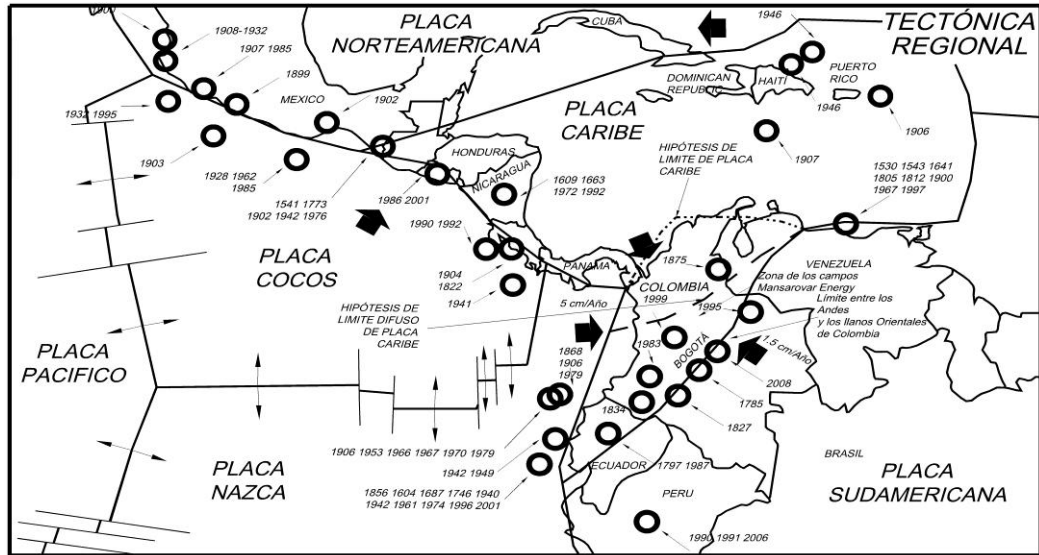 1900
1908-1932
1907 1985
1899
PLACA
NORTEAMERICANA
CUBA
1946
TECTÓNICA
REGIONAL
MEXICO
1902
DOMINICAN
REPUBLIC
HAITÍ
PUERTO
RICO
1946
1932 1995
PLACA
CARIBE
1906
1903
HONDURAS
HIPÓTESIS DE
LIMITE DE PLACA
CARIBE
1907
1928 1962
1985
NICARAGUA
1609 1663
1972 1992
1530 1543 1641
1805 1812 1900
1967 1997
1541 1773
1902 1942 1976
1986 2001
1990 1992
PLACA
COCOS
PANAMA
1875
VENEZUELA
1904
1822
COLOMBIA
1999
Zona de los campos
Mansarovar Energy
1941
HIPÓTESIS DE
LIMITE DIFUSO
DE PLACA
CARIBE
5 cm/Año
1995
Límite entre los
Andes
y los llanos Orientales
de Colombia
PLACA
PACIFICO
1868
1906
1979
1983
BOGOTÁ
1.5 cm/Año
2008
1834
1785
1827
1906 1953 1966 1967 1970 1979
PLACA
NAZCA
1942 1949
ECUADOR
1797 1987
BRASIL
1856 1604 1687 1746 1940
1942 1961 1974 1996 2001
PERU
PLACA
SUDAMERICANA
1990 1991 2006